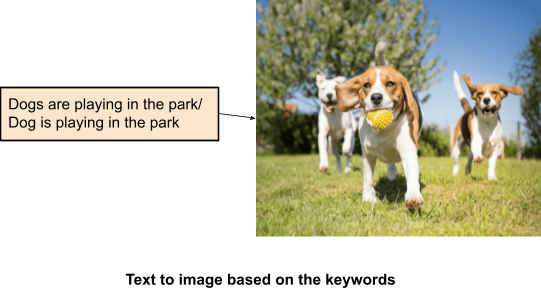 Dogs are playing in the park/
Dog is playing in the park
Text to image based on the keywords